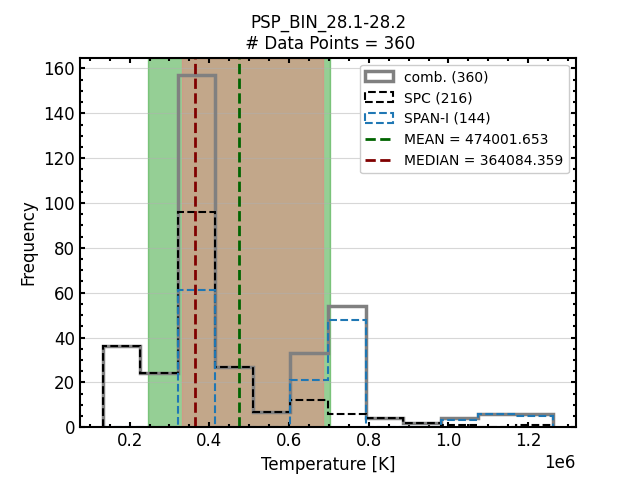 PSP_BIN_28.1-28.2
# Data Points = 360
comb. (360)
SPC (216)
SPAN-I (144)
MEAN = 474001.653
MEDIAN = 364084.359
Frequency
160
140
120
100
80
60
40
20
0
0.2 0.4 0.6 0.8 1.0 1.2
1e6
Temperature [K]